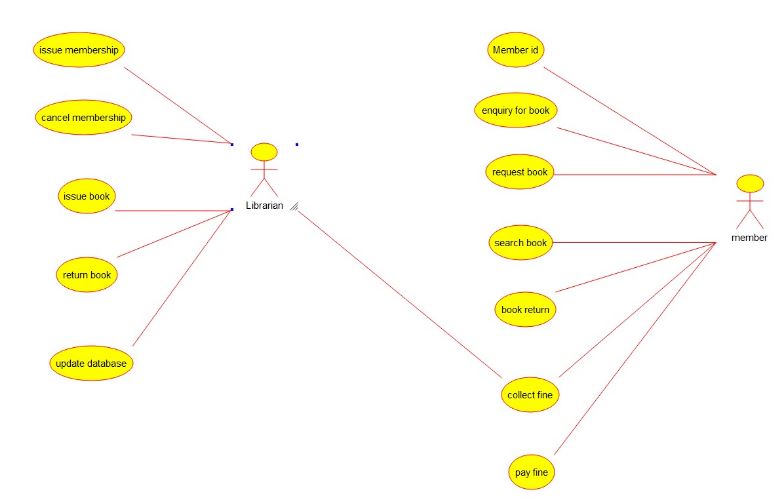 issue membership
cancel membership
issue book
return book
update database
Librarian
Member id
enquiry for book
request book
search book
book return
collect fine
pay fine
member